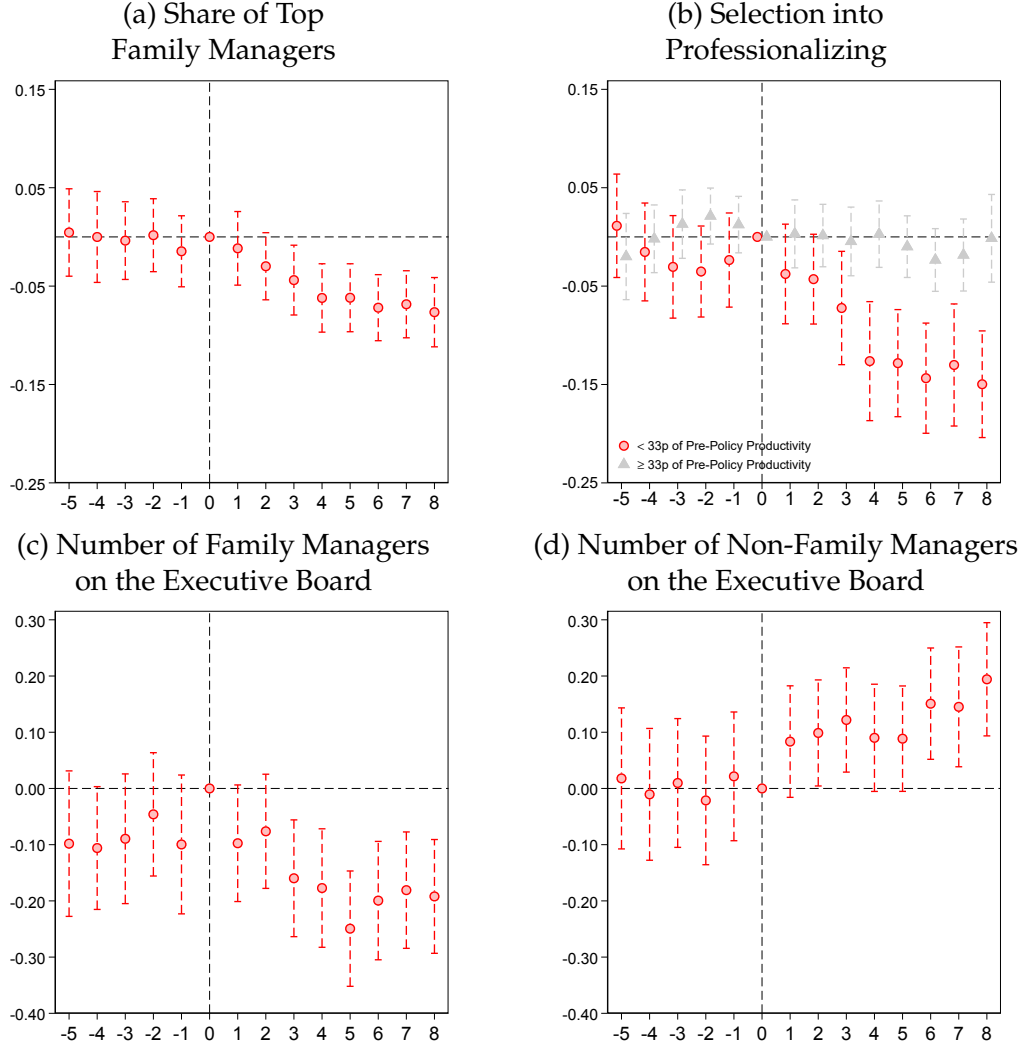 (a) Share of Top
Family Managers
0.15
0.05
-0.05
-0.15
-0.25
-5 -4 -3 -2 -1 0 1 2 3 4 5 6 7 8
(b) Selection into
Professionalizing
0.15
0.05
-0.05
-0.15
-0.25
< 33p of Pre-Policy Productivity
≥ 33p of Pre-Policy Productivity
-5 -4 -3 -2 -1 0 1 2 3 4 5 6 7 8
(c) Number of Family Managers
on the Executive Board
0.30
0.20
0.10
0.00
-0.10
-0.20
-0.30
-0.40
-5 -4 -3 -2 -1 0 1 2 3 4 5 6 7 8
(d) Number of Non-Family Managers
on the Executive Board
0.30
0.20
0.10
0.00
-0.10
-0.20
-0.30
-0.40
-5 -4 -3 -2 -1 0 1 2 3 4 5 6 7 8